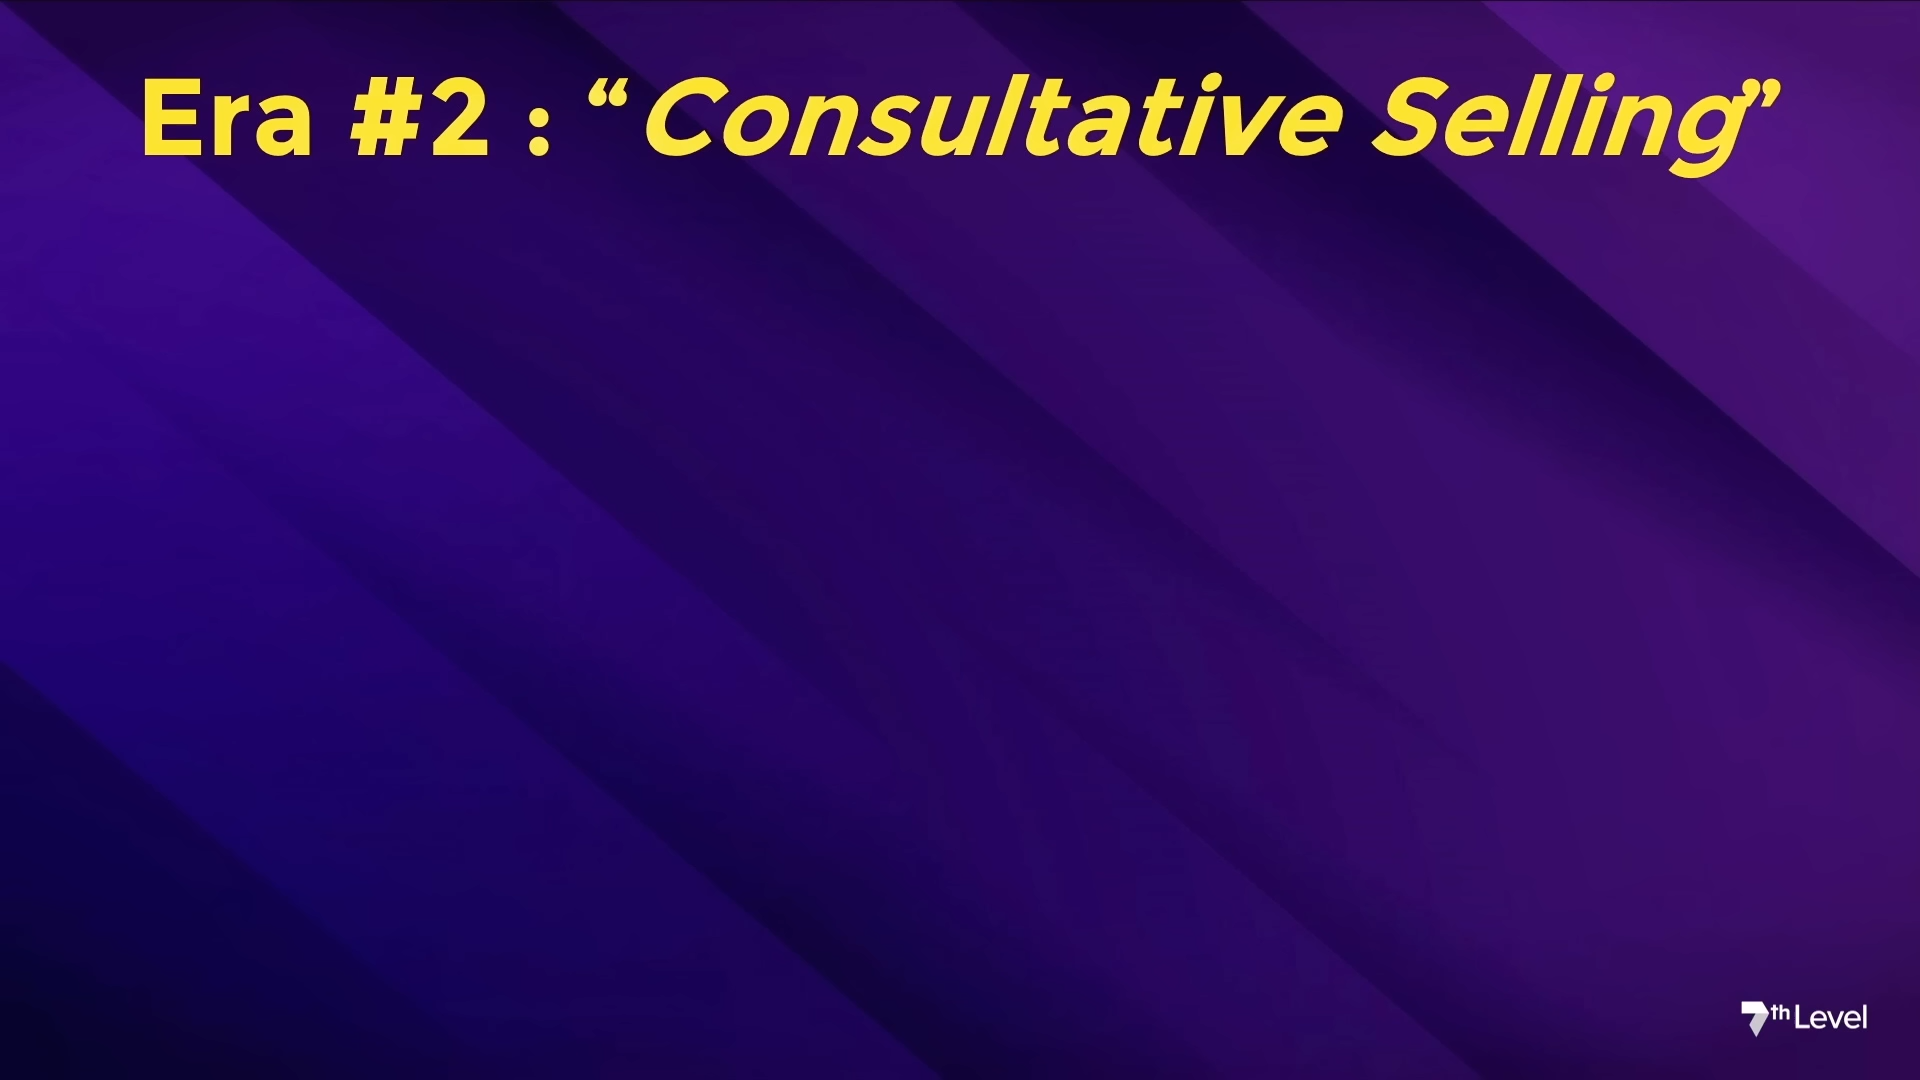 Era #2 : “Consultative Selling”
7th Level